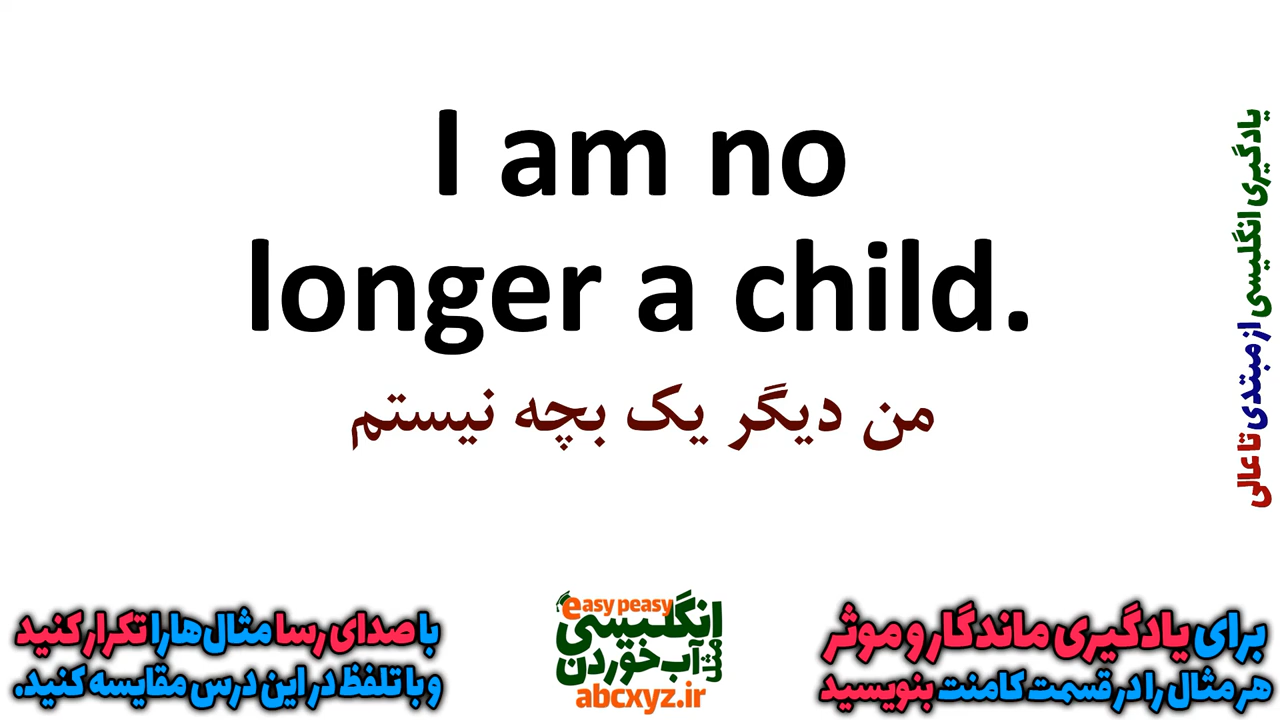 I am no
longer a child.
من دیگر یک بچه نیستم
یادگیری انگلیسی از مبتدی تا عالی
برای یادگیری ماندگار و موثر
هر مثال را در قسمت کامنت بنویسید
easy peasy
انگلیسی
مثل آب خوردن
abcxyz.ir
با صدای رسا مثال‌ها را تکرار کنید
و با تلفظ در این درس مقایسه کنید.